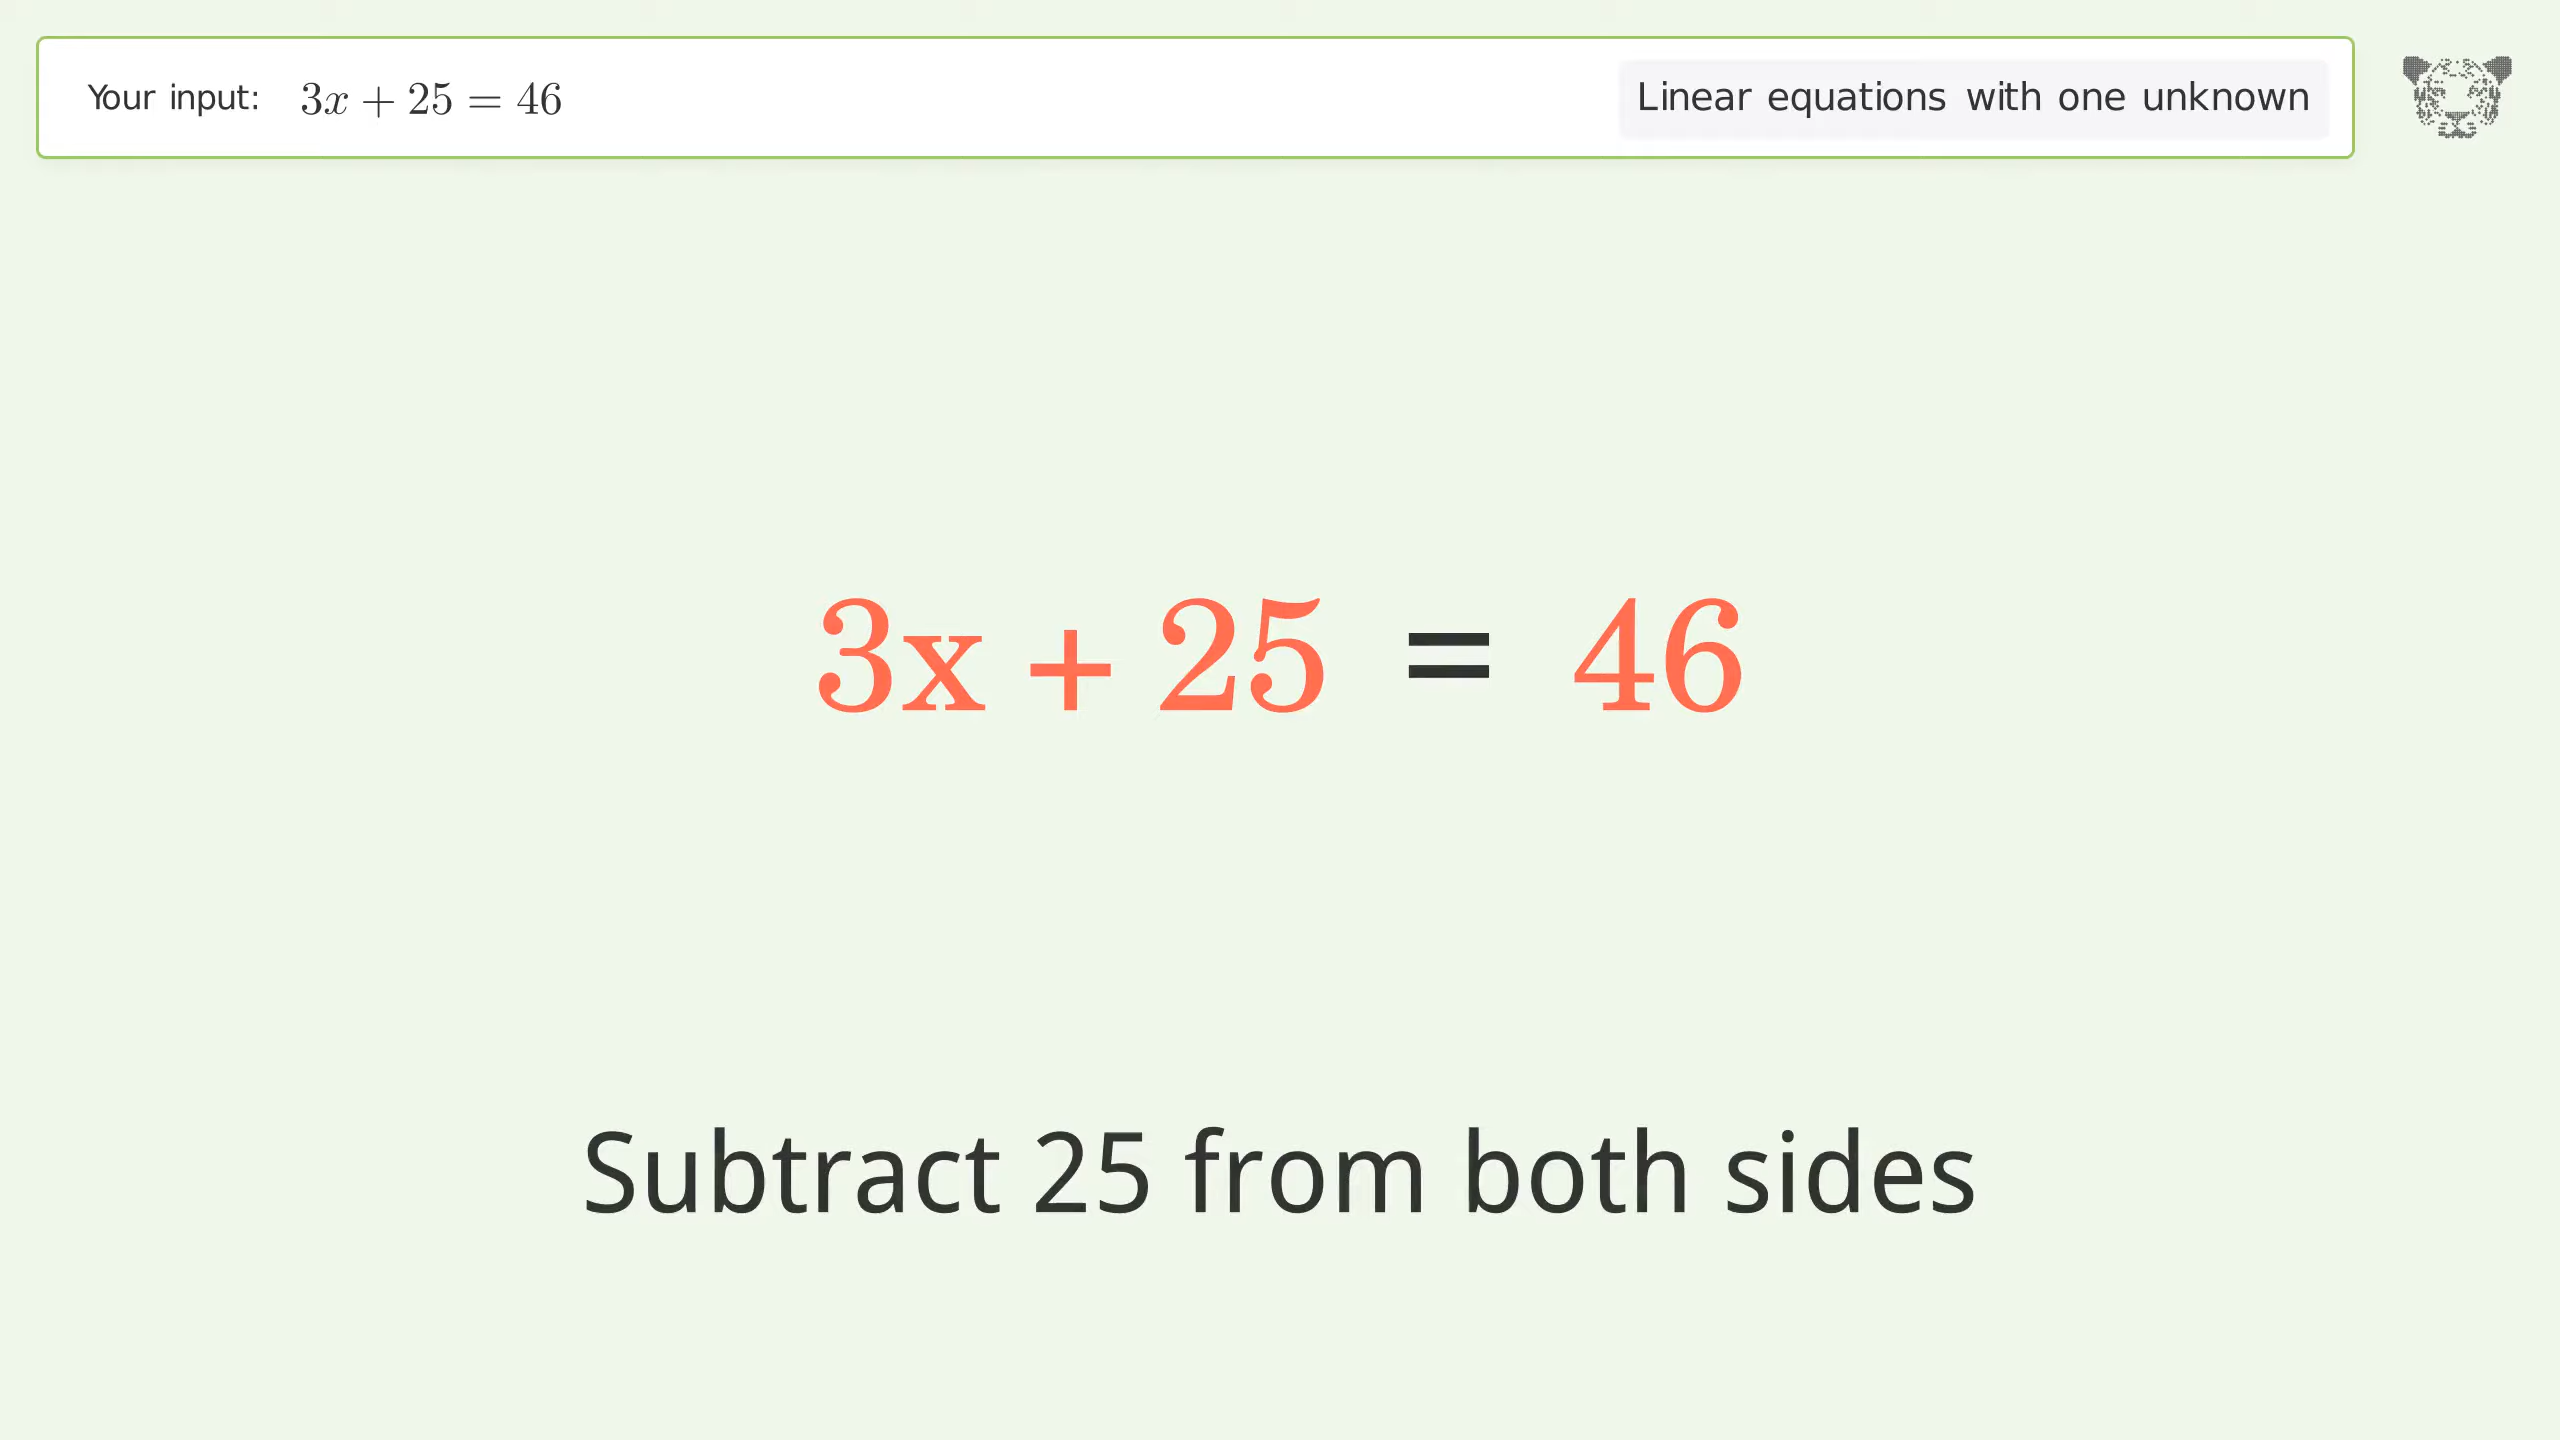 Your input: 3x + 25 = 46 Linear equations with one unknown
3x + 25 = 46
Subtract 25 from both sides